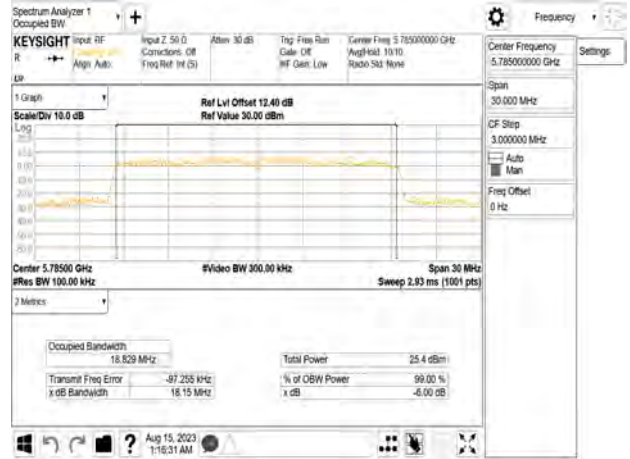 Spectrum Analyzer 1
Occupied BW
Frequency
Settings
KEYSIGHT
Input: RF
Align: Auto
Input Z: 50 Ω
Corrections: Off
Freq Ref: Int (S)
Atten: 30 dB
Trig: Free Run
Gate: Off
#IF Gain: Low
Center Freq: 5.785000000 GHz
Avg|Hold: 10/10
Radio Std: None
R
Center Frequency
5.785000000 GHz
Span
30.000 MHz
CF Step
3.000000 MHz
Auto
Man
Freq Offset
0 Hz
1 Graph
Scale/Div 10.0 dB
Ref Lvl Offset 12.40 dB
Ref Value 30.00 dBm
Log
Center 5.78500 GHz
#Res BW 100.00 kHz
#Video BW 300.00 kHz
Span 30 MHz
Sweep 2.93 ms (1001 pts)
2 Metrics
Occupied Bandwidth
18.829 MHz
Total Power
25.4 dBm
Transmit Freq Error
-97.255 kHz
% of OBW Power
99.00 %
x dB Bandwidth
18.15 MHz
x dB
-6.00 dB
?
Aug 15, 2023
1:16:31 AM